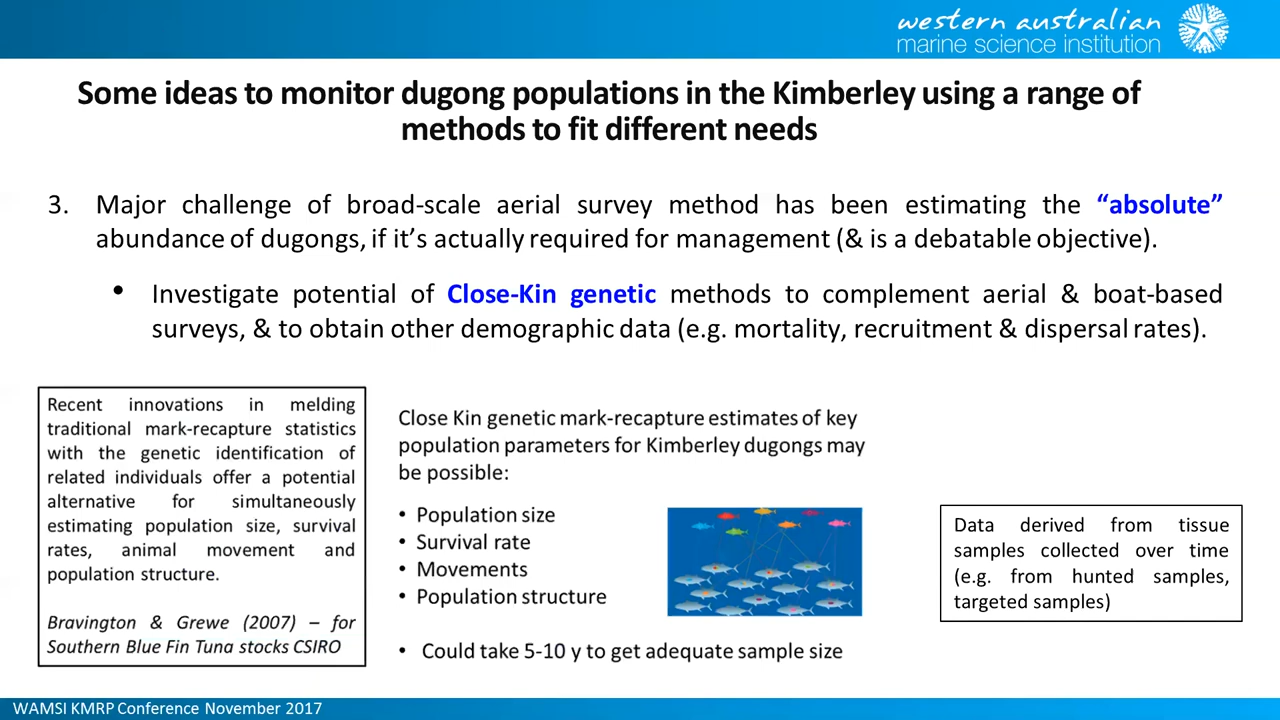 western australian
marine science institution
Some ideas to monitor dugong populations in the Kimberley using a range of
methods to fit different needs
3. Major challenge of broad-scale aerial survey method has been estimating the “absolute”
abundance of dugongs, if it’s actually required for management (& is a debatable objective).
• Investigate potential of Close-Kin genetic methods to complement aerial & boat-based
surveys, & to obtain other demographic data (e.g. mortality, recruitment & dispersal rates).
Recent innovations in melding
traditional mark-recapture statistics
with the genetic identification of
related individuals offer a potential
alternative for simultaneously
estimating population size, survival
rates, animal movement and
population structure.
Bravington & Grewe (2007) – for
Southern Blue Fin Tuna stocks CSIRO
Close Kin genetic mark-recapture estimates of key
population parameters for Kimberley dugongs may
be possible:
• Population size
• Survival rate
• Movements
• Population structure
• Could take 5-10 y to get adequate sample size
Data derived from tissue
samples collected over time
(e.g. from hunted samples,
targeted samples)
WAMSI KMRP Conference November 2017